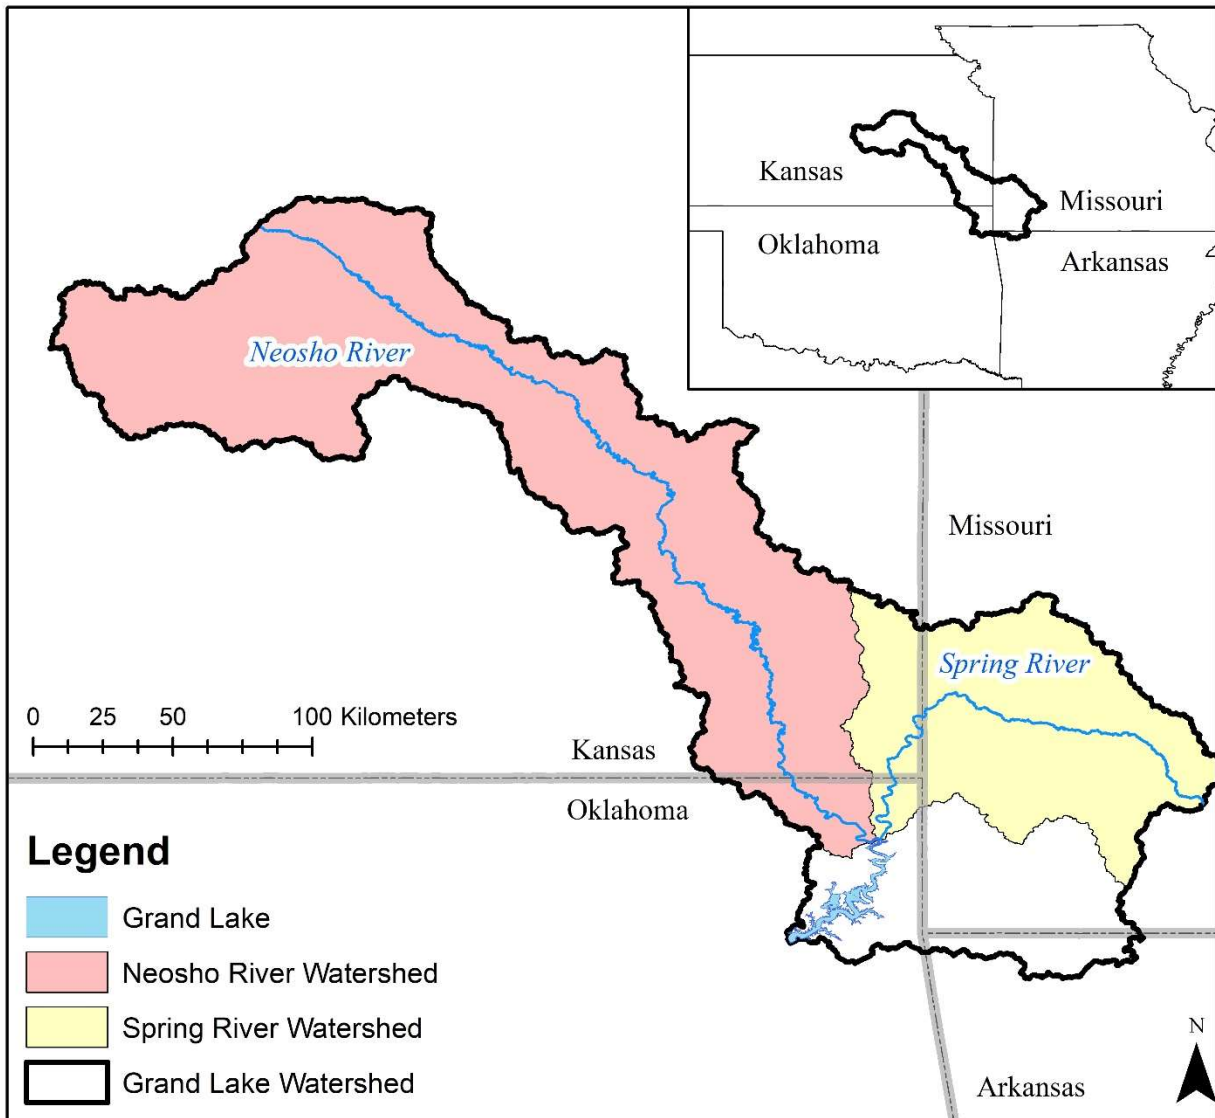 Kansas
Missouri
Oklahoma
Arkansas
Neosho River
Missouri
Spring River
0 25 50 100 Kilometers
Kansas
Oklahoma
Legend
Grand Lake
Neosho River Watershed
Spring River Watershed
Grand Lake Watershed
N
Arkansas